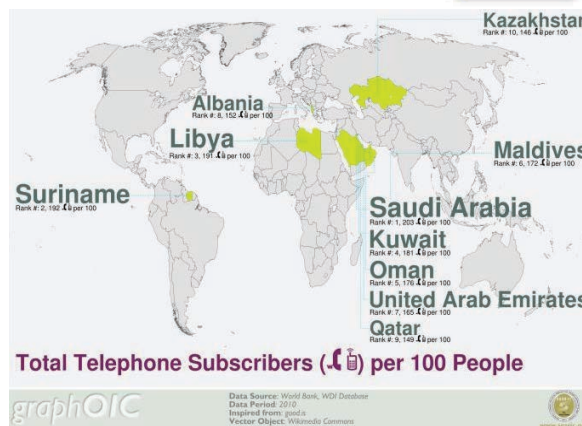 Kazakhstan
Rank #: 10, 146 per 100
Albania
Rank #: 8, 152 per 100
Libya
Rank #: 3, 191 per 100
Maldives
Rank #: 6, 172 per 100
Suriname
Rank #: 2, 192 per 100
Saudi Arabia
Rank #: 1, 203 per 100
Kuwait
Rank #: 4, 181 per 100
Oman
Rank #: 5, 176 per 100
United Arab Emirates
Rank #: 7, 165 per 100
Qatar
Rank #: 9, 149 per 100
Total Telephone Subscribers ( ) per 100 People
graphOIC
Data Source: World Bank, WDI Database
Data Period: 2010
Inspired from: good.is
Vector Object: Wikimedia Commons